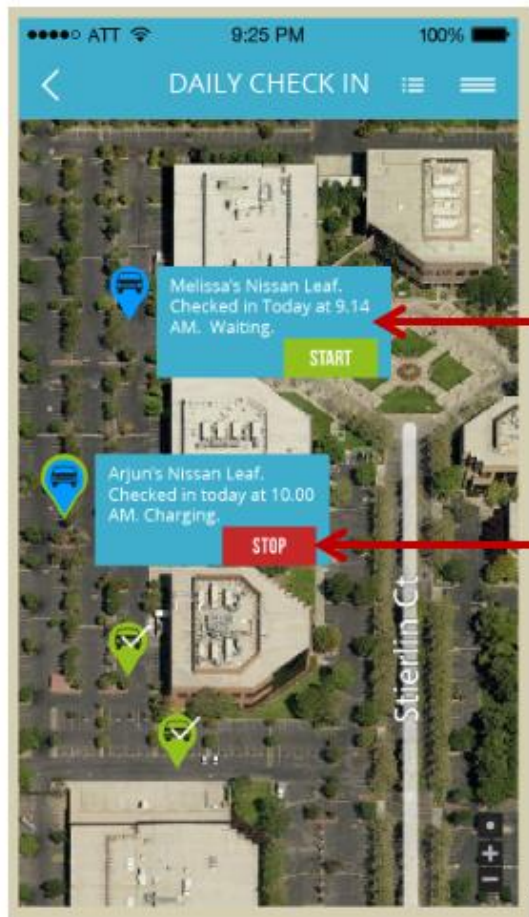 ATT 9:25 PM 100%
DAILY CHECK IN
Melissa's Nissan Leaf.
Checked in Today at 9.14
AM. Waiting.
START
Arjun's Nissan Leaf.
Checked in today at 10.00
AM. Charging.
STOP
Stierlin Ct